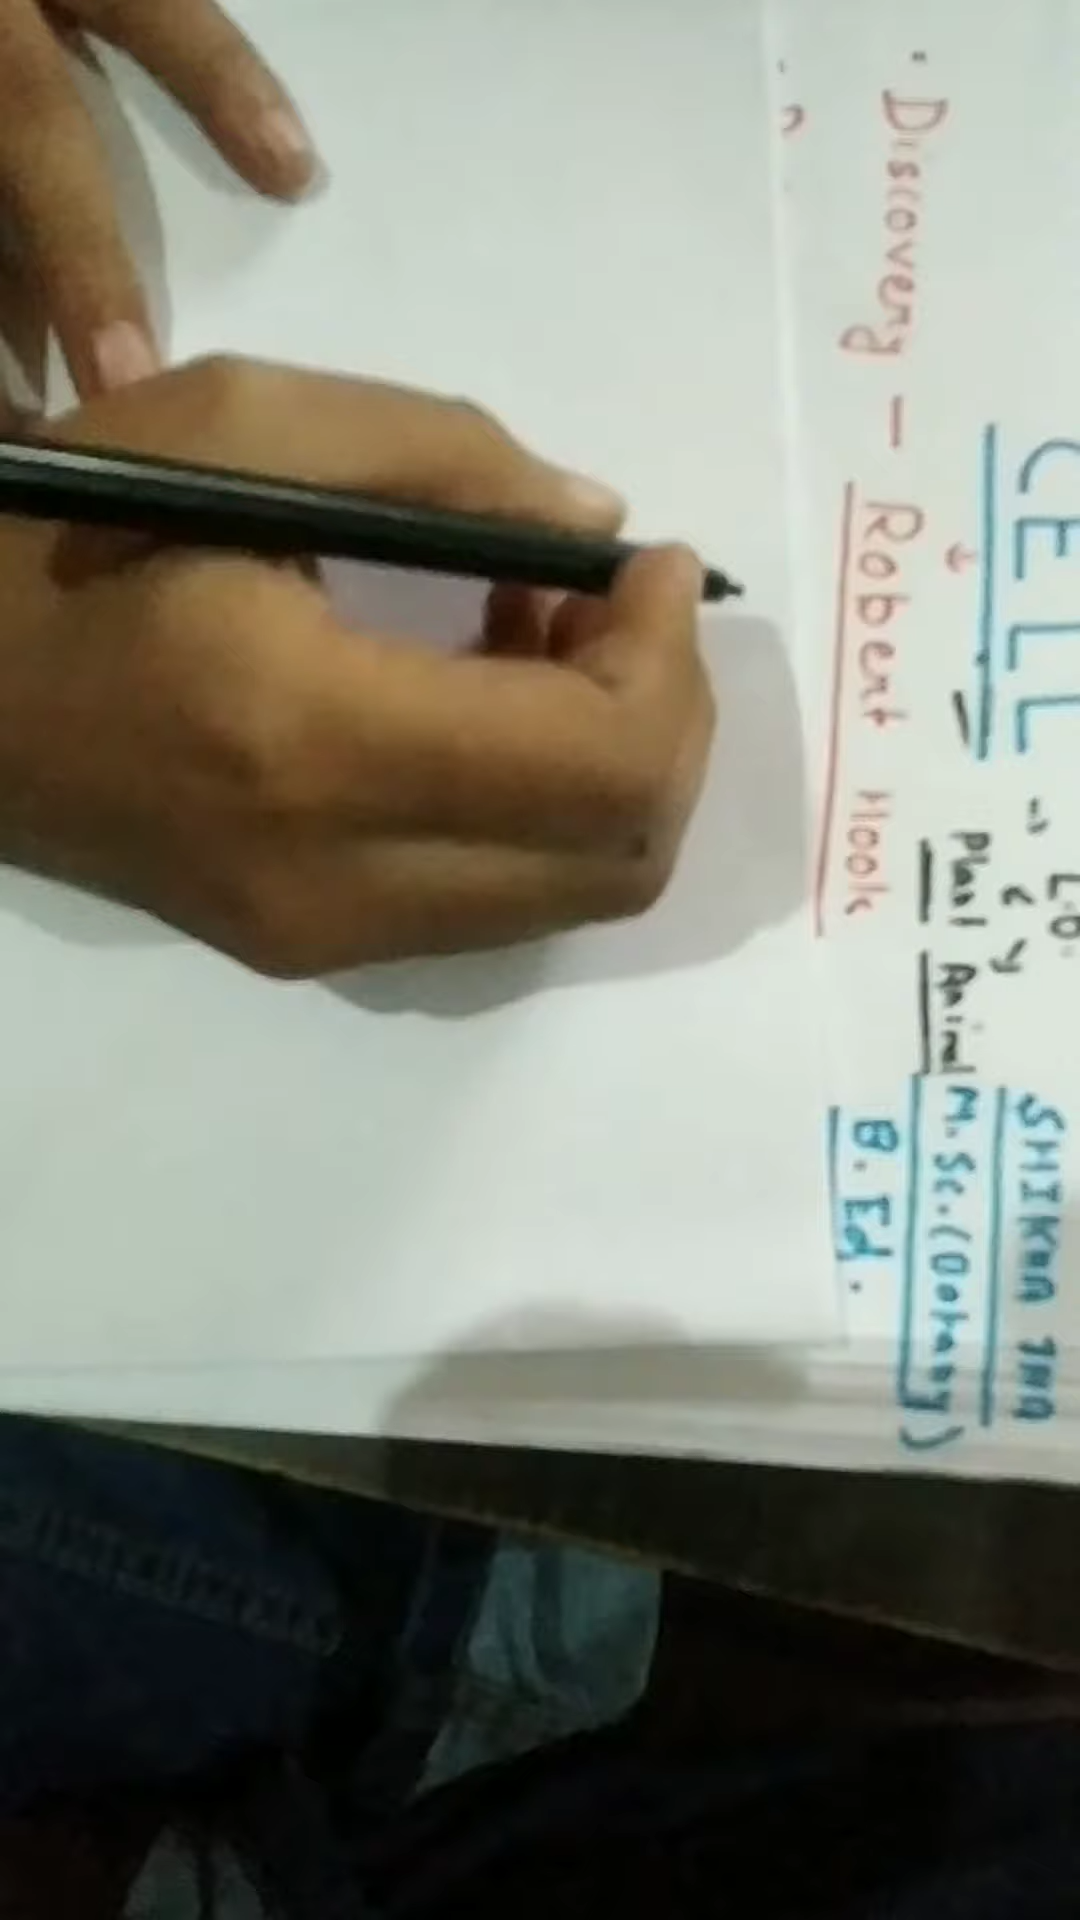 CELL → L.O.
Plant Animal
• Discovery - Robert Hook
SHIKHA JHA
M. Sc. (Botany)
B. Ed.